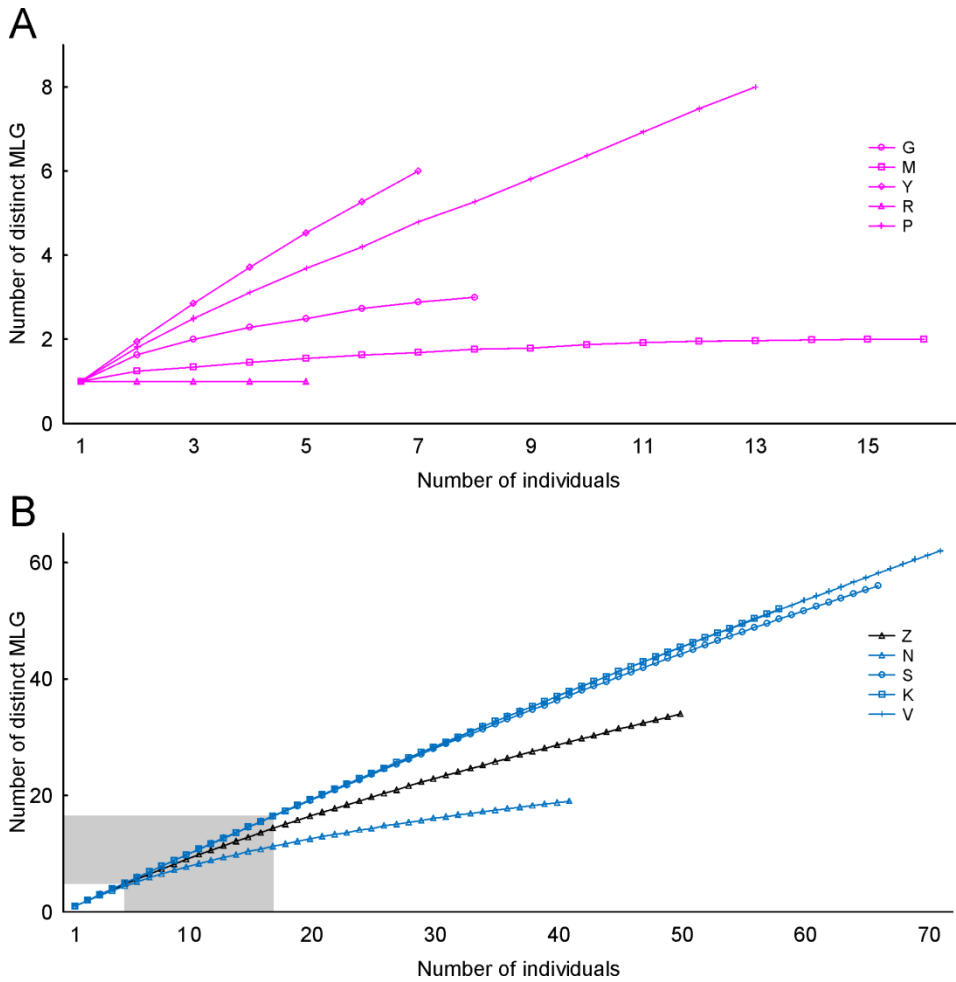 A
Number of distinct MLG
8
6
4
2
0
1 3 5 7 9 11 13 15
Number of individuals
G
M
Y
R
P
B
Number of distinct MLG
60
40
20
0
1 10 20 30 40 50 60 70
Number of individuals
Z
N
S
K
V